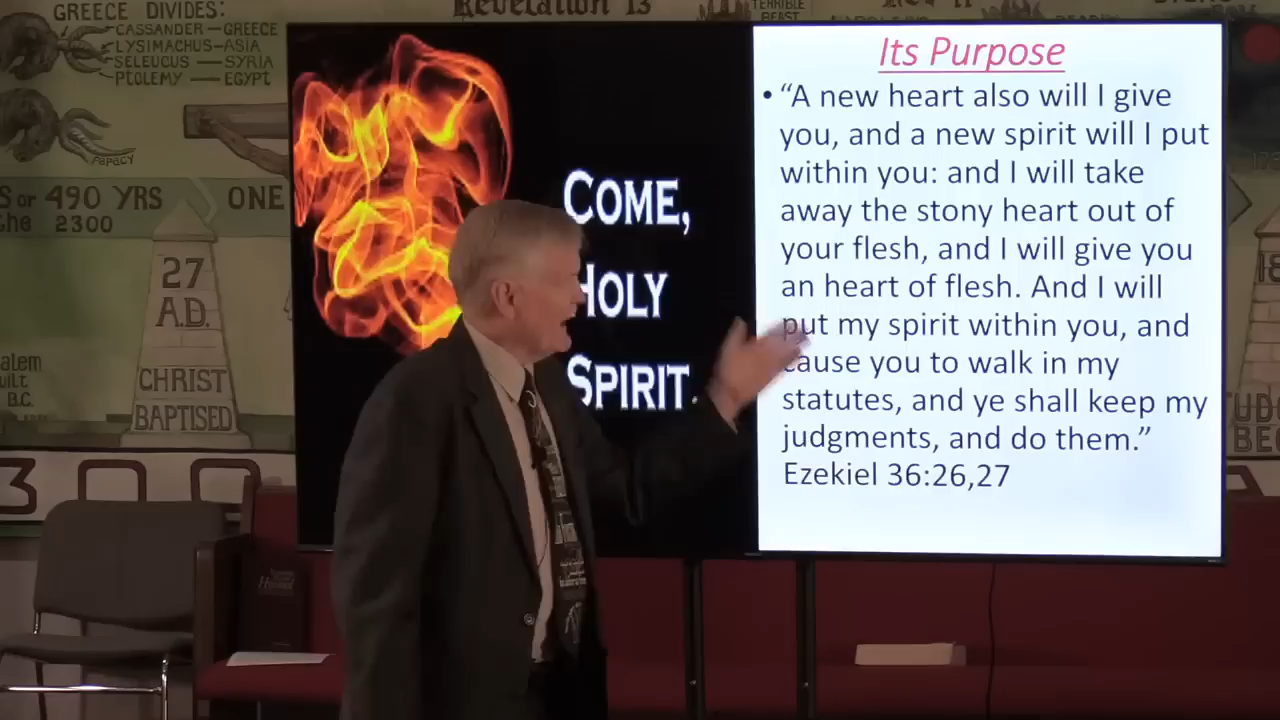 GREECE DIVIDES:
CASSANDER — GREECE
LYSIMACHUS — ASIA
SELEUCUS — SYRIA
PTOLEMY — EGYPT
PAPACY
Revelation 13
TERRIBLE
BEAST
S or 490 YRS
the 2300
ONE
27
A.D.
CHRIST
BAPTISED
B.C.
COME,
HOLY
SPIRIT.
Its Purpose
• “A new heart also will I give
you, and a new spirit will I put
within you: and I will take
away the stony heart out of
your flesh, and I will give you
an heart of flesh. And I will
put my spirit within you, and
cause you to walk in my
statutes, and ye shall keep my
judgments, and do them.”
Ezekiel 36:26,27